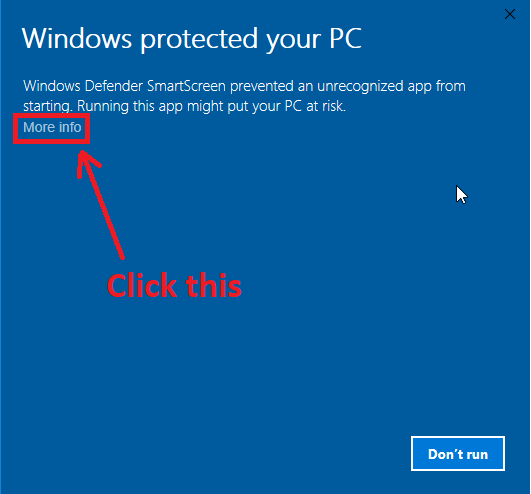 Windows protected your PC
Windows Defender SmartScreen prevented an unrecognized app from
starting. Running this app might put your PC at risk.
More info
Click this
Don't run